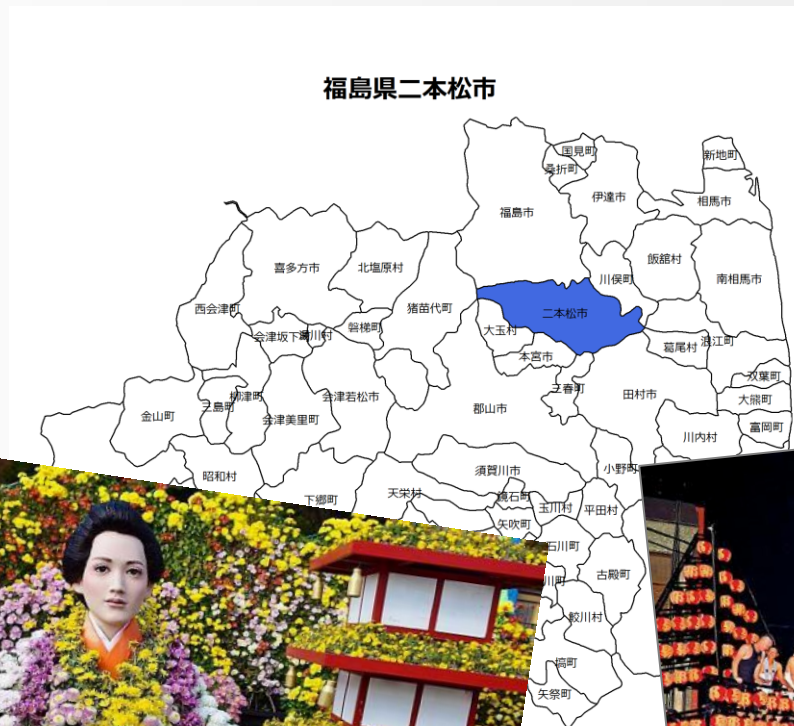 福島県二本松市
国見町
新地町
桑折町
伊達市
相馬市
福島市
飯舘村
喜多方市
北塩原村
川俣町
南相馬市
西会津町
猪苗代町
二本松市
磐梯町
大玉村
会津坂下
川村
浪江町
葛尾村
本宮市
双葉町
三春町
田村市
柳津町
会津若松市
大熊町
三島町
郡山市
金山町
会津美里町
富岡町
川内村
小野町
須賀川市
昭和村
天栄村
鏡石町
下郷町
玉川村
平田村
矢吹町
石川町
古殿町
川町
鮫川村
塙町
矢祭町